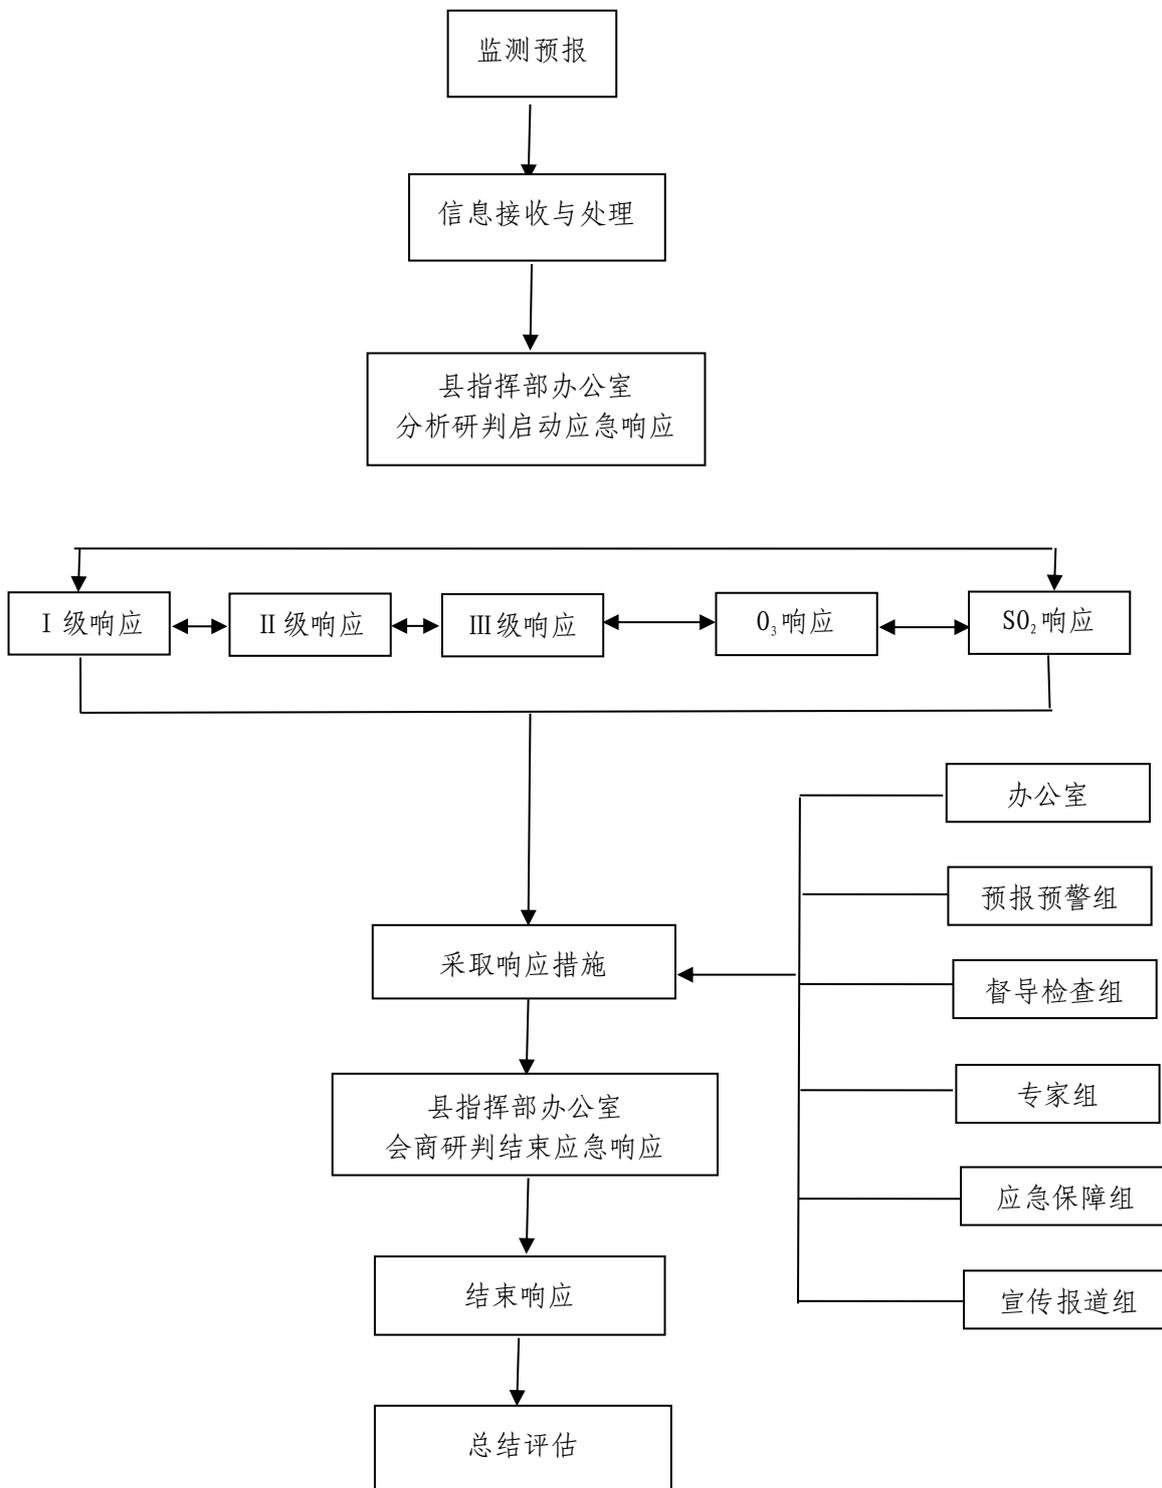 监测预报
信息接收与处理
县指挥部办公室
分析研判启动应急响应
Ⅰ 级响应
Ⅱ 级响应
Ⅲ级响应
O₃响应
SO₂响应
办公室
预报预警组
督导检查组
专家组
应急保障组
宣传报道组
采取响应措施
县指挥部办公室
会商研判结束应急响应
结束响应
总结评估